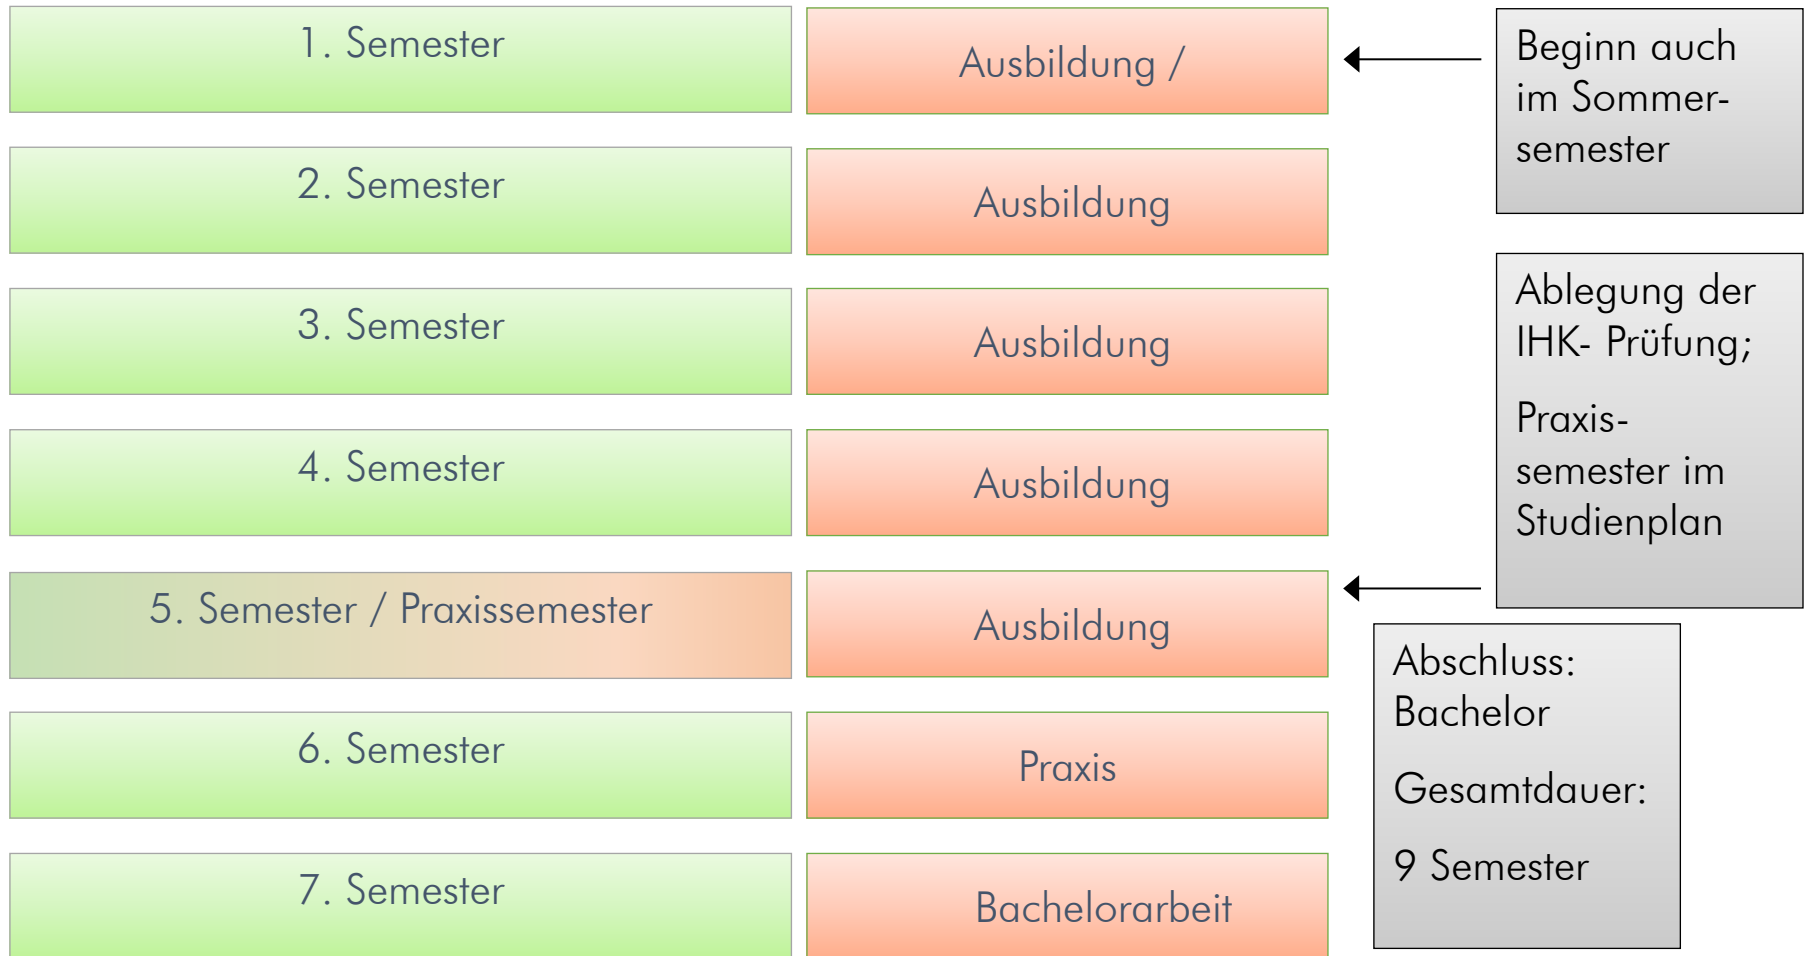 1. Semester
Ausbildung /
Beginn auch
im Sommer-
semester
2. Semester
Ausbildung
3. Semester
Ausbildung
Ablegung der
IHK- Prüfung;
Praxis-
semester im
Studienplan
4. Semester
Ausbildung
5. Semester / Praxissemester
Ausbildung
Abschluss:
Bachelor
Gesamtdauer:
9 Semester
6. Semester
Praxis
7. Semester
Bachelorarbeit